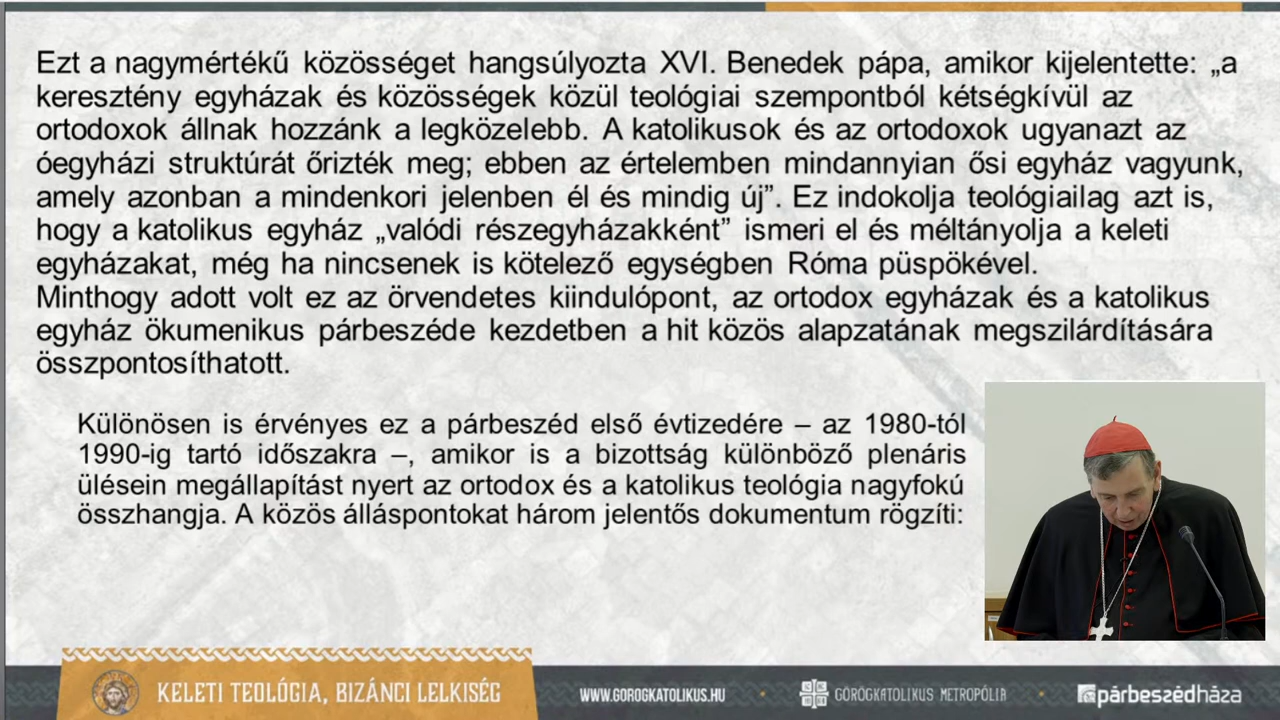 Ezt a nagymértékű közösséget hangsúlyozta XVI. Benedek pápa, amikor kijelentette: „a
keresztény egyházak és közösségek közül teológiai szempontból kétségkívül az
ortodoxok állnak hozzánk a legközelebb. A katolikusok és az ortodoxok ugyanazt az
óegyházi struktúrát őrizték meg; ebben az értelemben mindannyian ősi egyház vagyunk,
amely azonban a mindenkori jelenben él és mindig új”. Ez indokolja teológiailag azt is,
hogy a katolikus egyház „valódi részegyházakként” ismeri el és méltányolja a keleti
egyházakat, még ha nincsenek is kötelező egységben Róma püspökével.
Minthogy adott volt ez az örvendetes kiindulópont, az ortodox egyházak és a katolikus
egyház ökumenikus párbeszéde kezdetben a hit közös alapzatának megszilárdítására
összpontosíthatott.
Különösen is érvényes ez a párbeszéd első évtizedére – az 1980-tól
1990-ig tartó időszakra –, amikor is a bizottság különböző plenáris
ülésein megállapítást nyert az ortodox és a katolikus teológia nagyfokú
összhangja. A közös álláspontokat három jelentős dokumentum rögzíti:
KELETI TEOLÓGIA, BIZÁNCI LELKISÉG
WWW.GOROGKATOLIKUS.HU
GÖRÖGKATOLIKUS METROPÓLIA
párbeszédháza